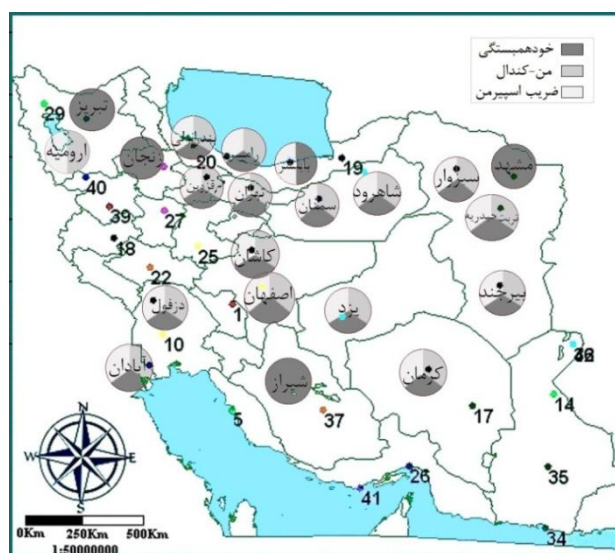 خودهمبستگی
من-کندال
ضریب اسپیرمن
29
تبریز
ارومیه
زنجان
بندرانزلی
20
رامسر
بابلسر
19
مشهد
سبزوار
شاهرود
40
قزوین
تهران
سمنان
تربت حیدریه
39
27
18
25
کاشان
22
اصفهان
1
دزفول
یزد
بیرجند
10
آبادان
شیراز
کرمان
14
5
37
17
35
26
41
34
N
W
E
S
0Km
250Km
500Km
1:50000000